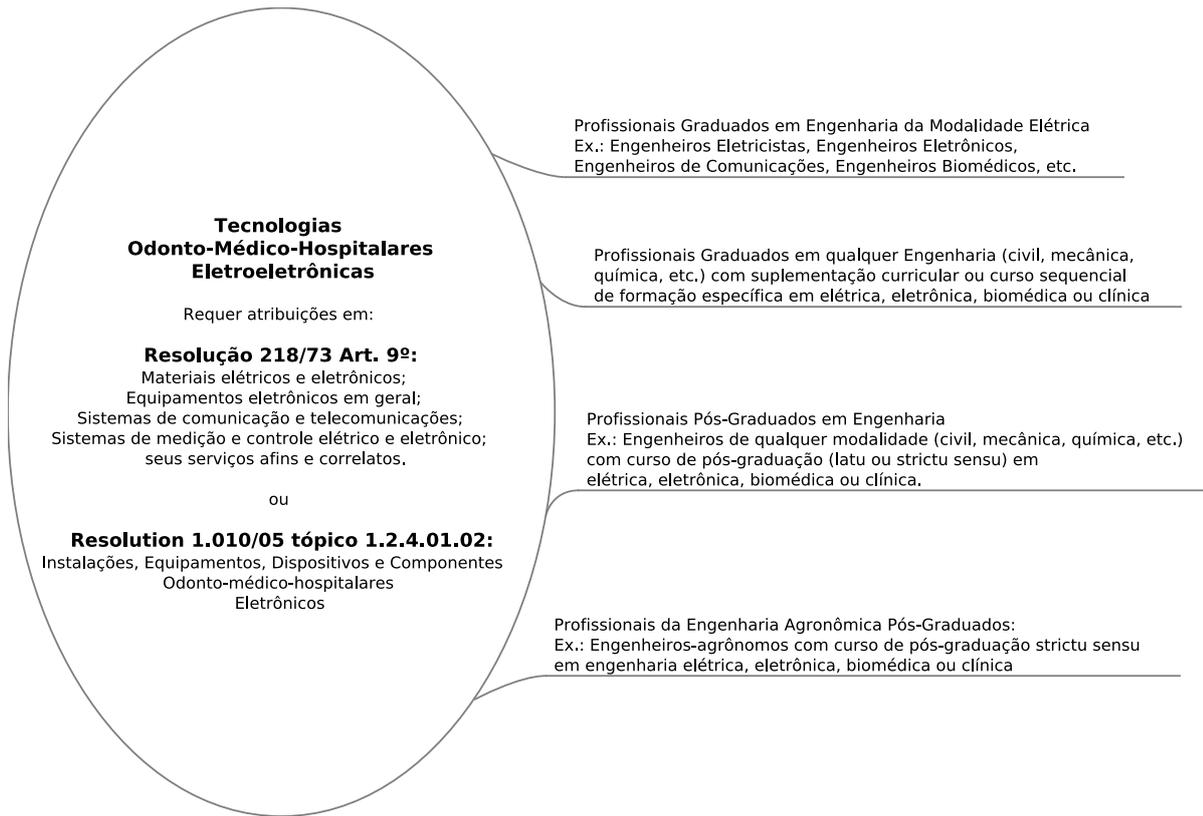 Tecnologias
Odonto-Médico-Hospitalares
Eletroeletrônicas
Requer atribuições em:
Resolução 218/73 Art. 9º:
Materiais elétricos e eletrônicos;
Equipamentos eletrônicos em geral;
Sistemas de comunicação e telecomunicações;
Sistemas de medição e controle elétrico e eletrônico;
seus serviços afins e correlatos.
ou
Resolution 1.010/05 tópico 1.2.4.01.02:
Instalações, Equipamentos, Dispositivos e Componentes
Odonto-médico-hospitalares
Eletrônicos
Profissionais Graduados em Engenharia da Modalidade Elétrica
Ex.: Engenheiros Eletricistas, Engenheiros Eletrônicos,
Engenheiros de Comunicações, Engenheiros Biomédicos, etc.
Profissionais Graduados em qualquer Engenharia (civil, mecânica,
química, etc.) com suplementação curricular ou curso sequencial
de formação específica em elétrica, eletrônica, biomédica ou clínica
Profissionais Pós-Graduados em Engenharia
Ex.: Engenheiros de qualquer modalidade (civil, mecânica, química, etc.)
com curso de pós-graduação (latu ou strictu sensu) em
elétrica, eletrônica, biomédica ou clínica.
Profissionais da Engenharia Agronômica Pós-Graduados:
Ex.: Engenheiros-agrônomos com curso de pós-graduação strictu sensu
em engenharia elétrica, eletrônica, biomédica ou clínica